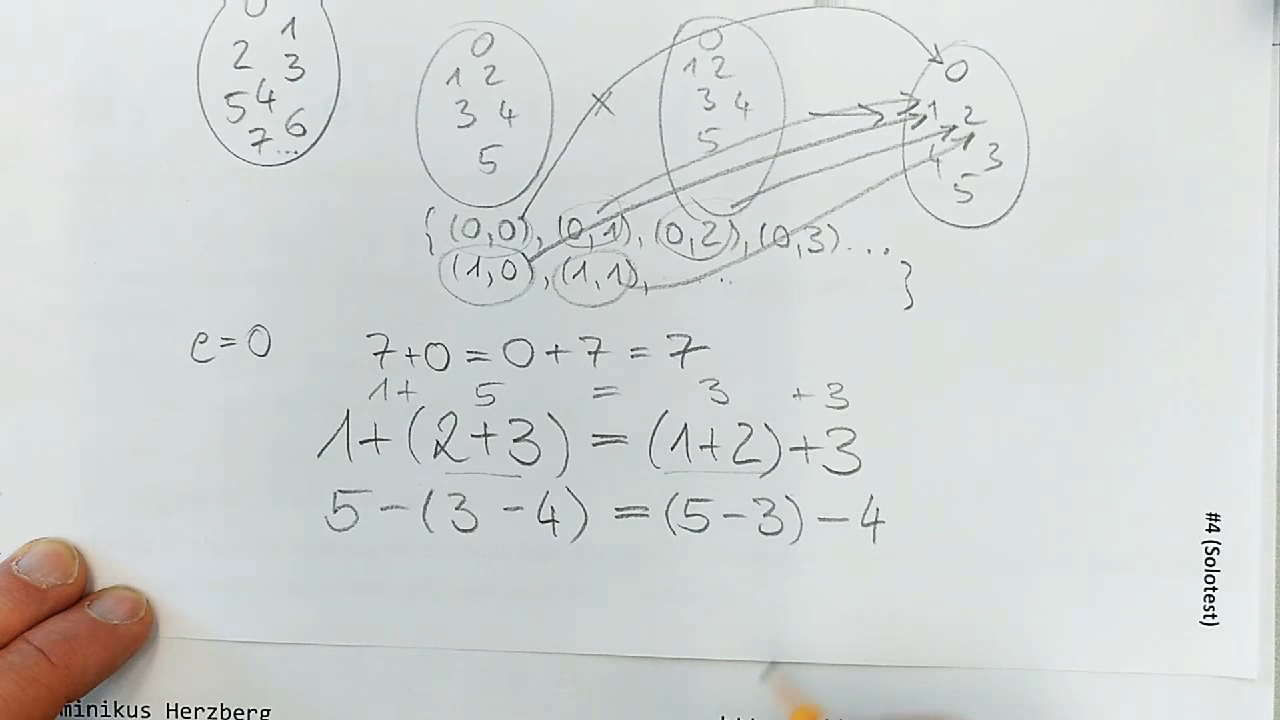 0
1
2 3
5 4
7 6
...
0
1 2
3 4
5
0
1 2
3 4
5
0
1 2
4 3
5
{(0,0), (0,1), (0,2), (0,3)...
(1,0), (1,1), ..
}
e=0 7+0=0+7=7
1+ 5 = 3 +3
1+(2+3) = (1+2)+3
5-(3-4) = (5-3)-4
#4 (Solotest)
minikus Herzberg